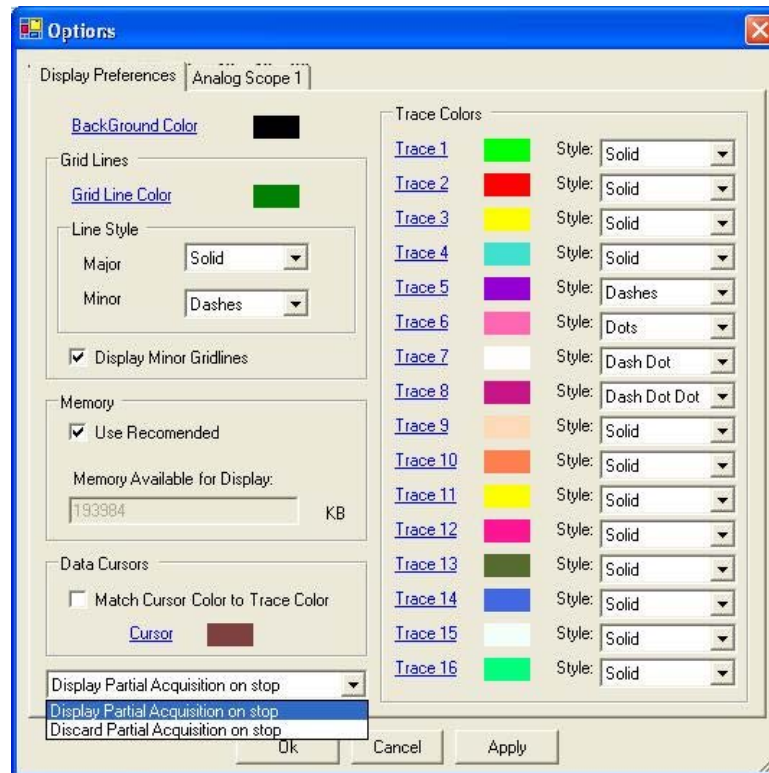 Options
Display Preferences
Analog Scope 1
BackGround Color
Grid Lines
Grid Line Color
Line Style
Major
Solid
Minor
Dashes
Display Minor Gridlines
Memory
Use Recomended
Memory Available for Display:
193984
KB
Data Cursors
Match Cursor Color to Trace Color
Cursor
Display Partial Acquisition on stop
Display Partial Acquisition on stop
Discard Partial Acquisition on stop
Trace Colors
Trace 1 Style: Solid
Trace 2 Style: Solid
Trace 3 Style: Solid
Trace 4 Style: Solid
Trace 5 Style: Dashes
Trace 6 Style: Dots
Trace 7 Style: Dash Dot
Trace 8 Style: Dash Dot Dot
Trace 9 Style: Solid
Trace 10 Style: Solid
Trace 11 Style: Solid
Trace 12 Style: Solid
Trace 13 Style: Solid
Trace 14 Style: Solid
Trace 15 Style: Solid
Trace 16 Style: Solid
Ok
Cancel
Apply